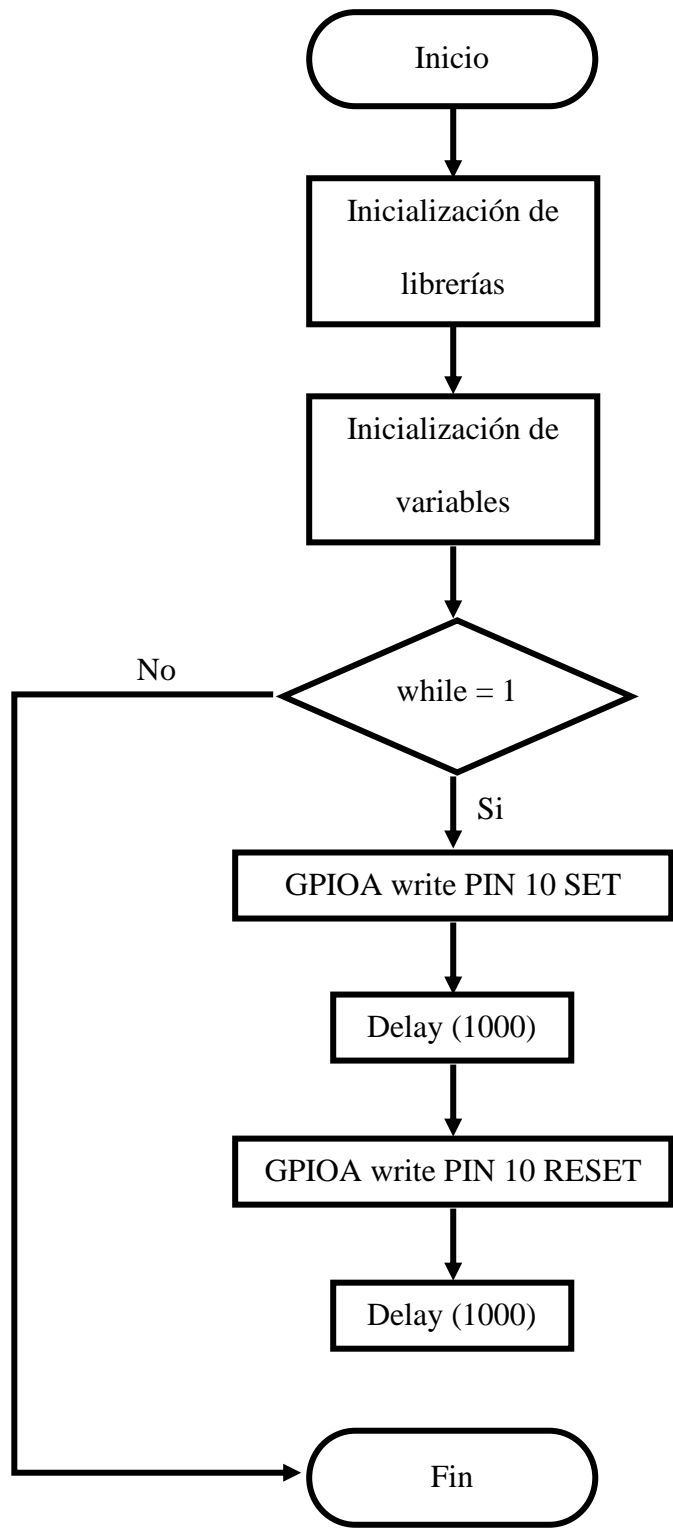 Inicio
Inicialización de
librerías
Inicialización de
variables
No
while = 1
Si
GPIOA write PIN 10 SET
Delay (1000)
GPIOA write PIN 10 RESET
Delay (1000)
Fin